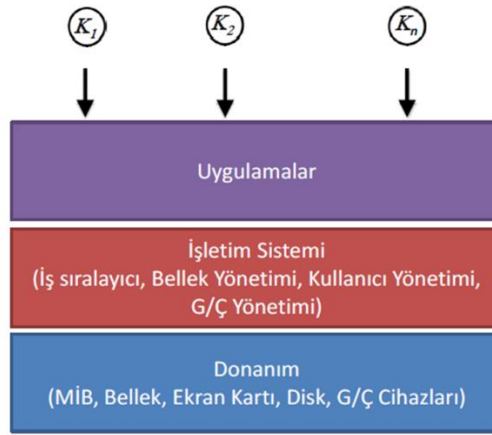 K1 K2 Kn
Uygulamalar
İşletim Sistemi
(İş sıralayıcı, Bellek Yönetimi, Kullanıcı Yönetimi,
G/Ç Yönetimi)
Donanım
(MİB, Bellek, Ekran Kartı, Disk, G/Ç Cihazları)